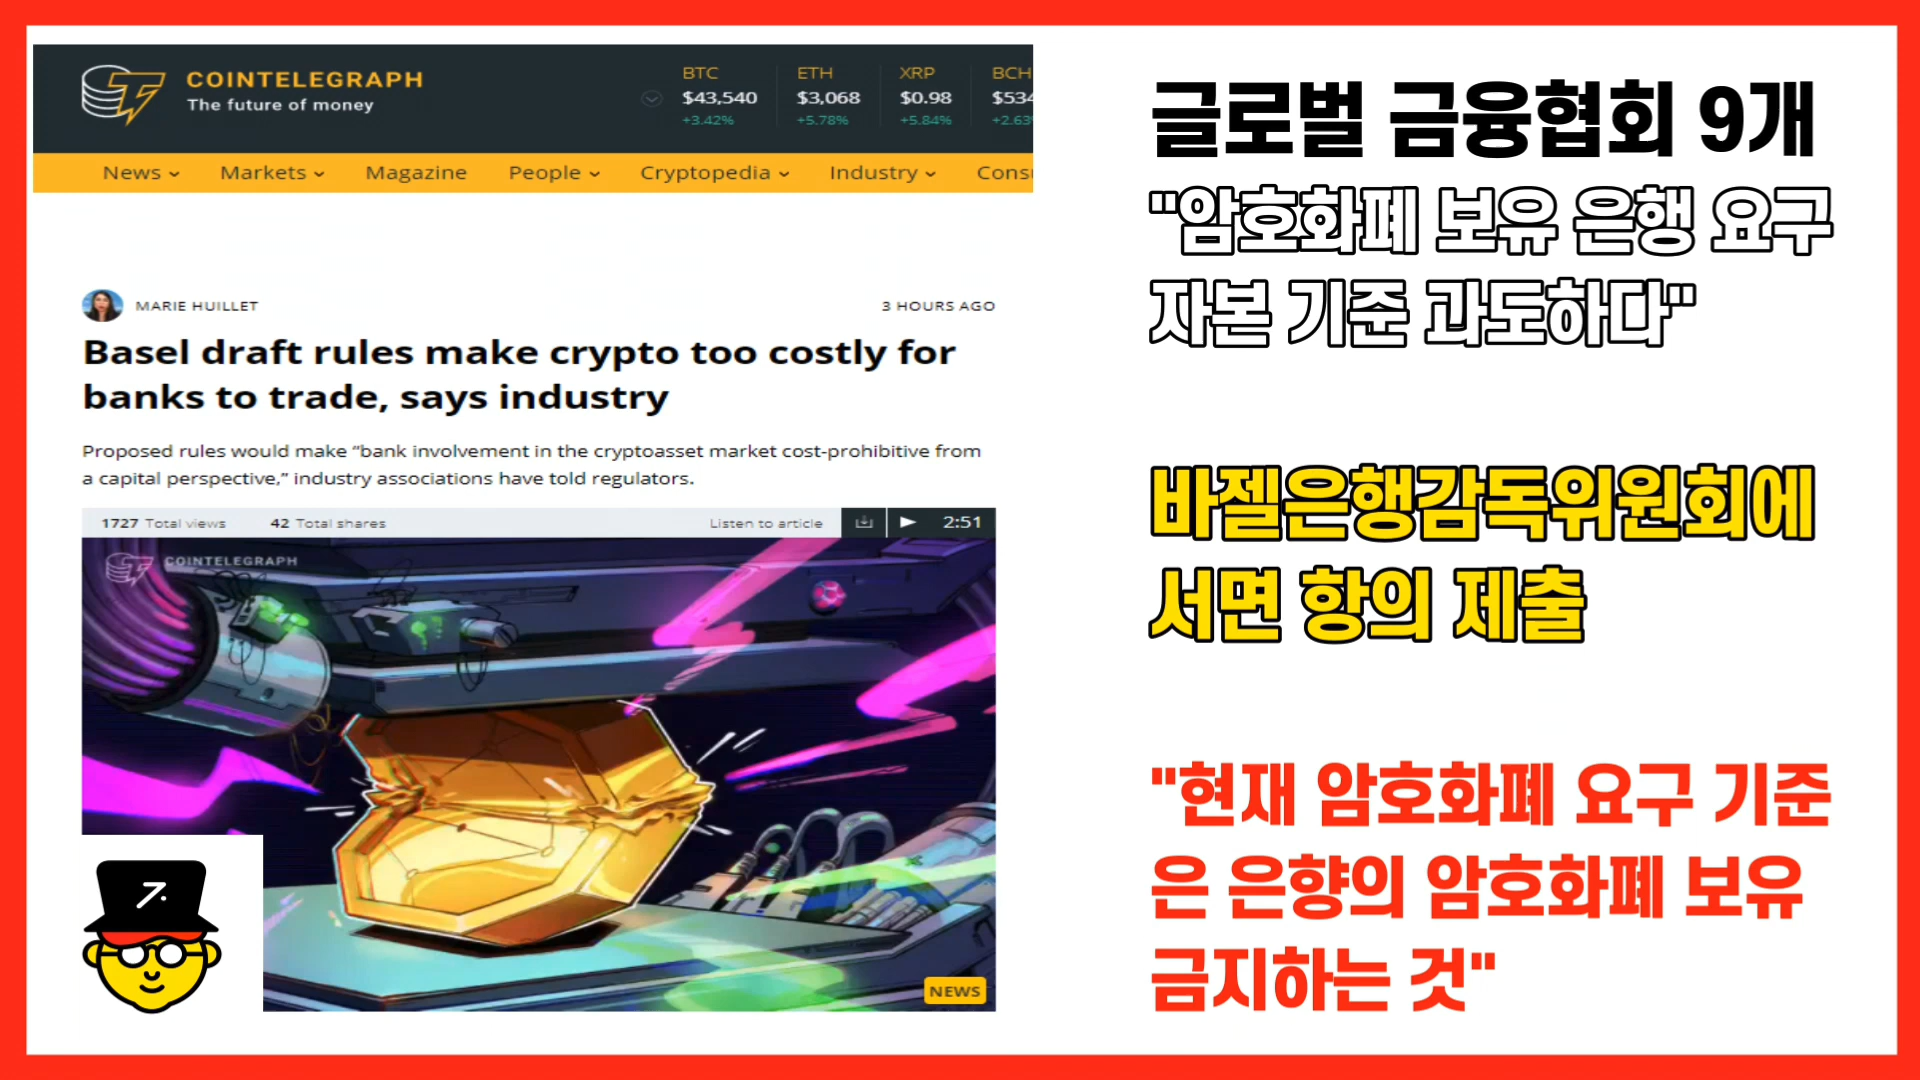 COINTELEGRAPH
The future of money
BTC
$43,540
+3.42%
ETH
$3,068
+5.78%
XRP
$0.98
+5.84%
BCH
$534
+2.63
News
Markets
Magazine
People
Cryptopedia
Industry
Cons
MARIE HUILLET
3 HOURS AGO
Basel draft rules make crypto too costly for
banks to trade, says industry
Proposed rules would make “bank involvement in the cryptoasset market cost-prohibitive from
a capital perspective,” industry associations have told regulators.
1727 Total views
42 Total shares
Listen to article
2:51
COINTELEGRAPH
NEWS
글로벌 금융협회 9개
"암호화폐 보유 은행 요구
자본 기준 과도하다"
바젤은행감독위원회에
서면 항의 제출
"현재 암호화폐 요구 기준
은 은향의 암호화폐 보유
금지하는 것"